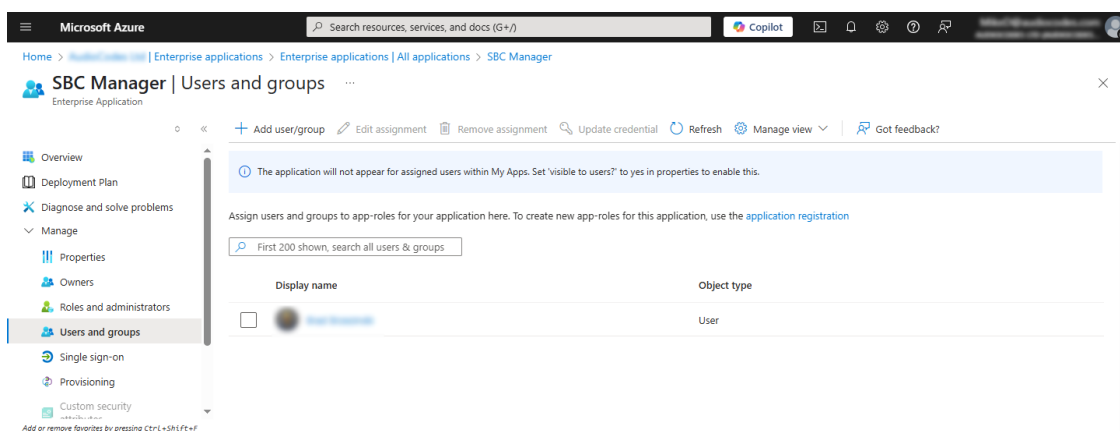 Microsoft Azure
Search resources, services, and docs (G+/)
Copilot
Home > | Enterprise applications > Enterprise applications | All applications > SBC Manager
SBC Manager | Users and groups ...
Enterprise Application
Add user/group Edit assignment Remove assignment Update credential Refresh Manage view Got feedback?
Overview
Deployment Plan
Diagnose and solve problems
Manage
Properties
Owners
Roles and administrators
Users and groups
Single sign-on
Provisioning
Custom security
Add or remove favorites by pressing Ctrl+Shift+F
The application will not appear for assigned users within My Apps. Set 'visible to users?' to yes in properties to enable this.
Assign users and groups to app-roles for your application here. To create new app-roles for this application, use the application registration
First 200 shown, search all users & groups
Display name Object type
User